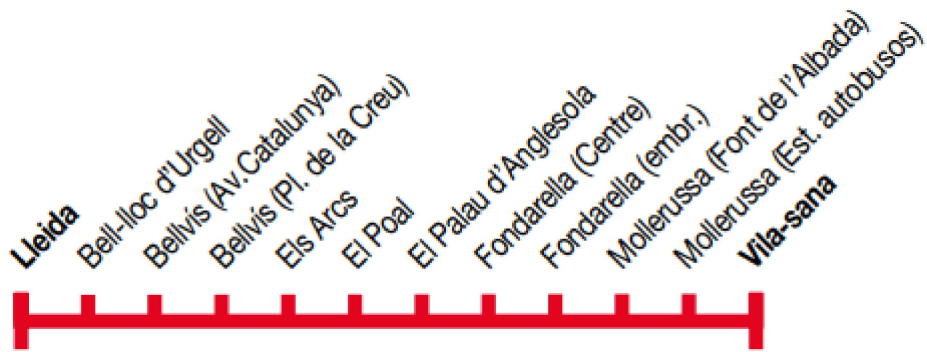 Lleida
Bell-lloc d'Urgell
Bellvís (Av. Catalunya)
Bellvís (Pl. de la Creu)
Els Arcs
El Poal
El Palau d'Anglesola
Fondarella (Centre)
Fondarella (embr.)
Mollerussa (Font de l'Albada)
Mollerussa (Est. autobusos)
Vila-sana